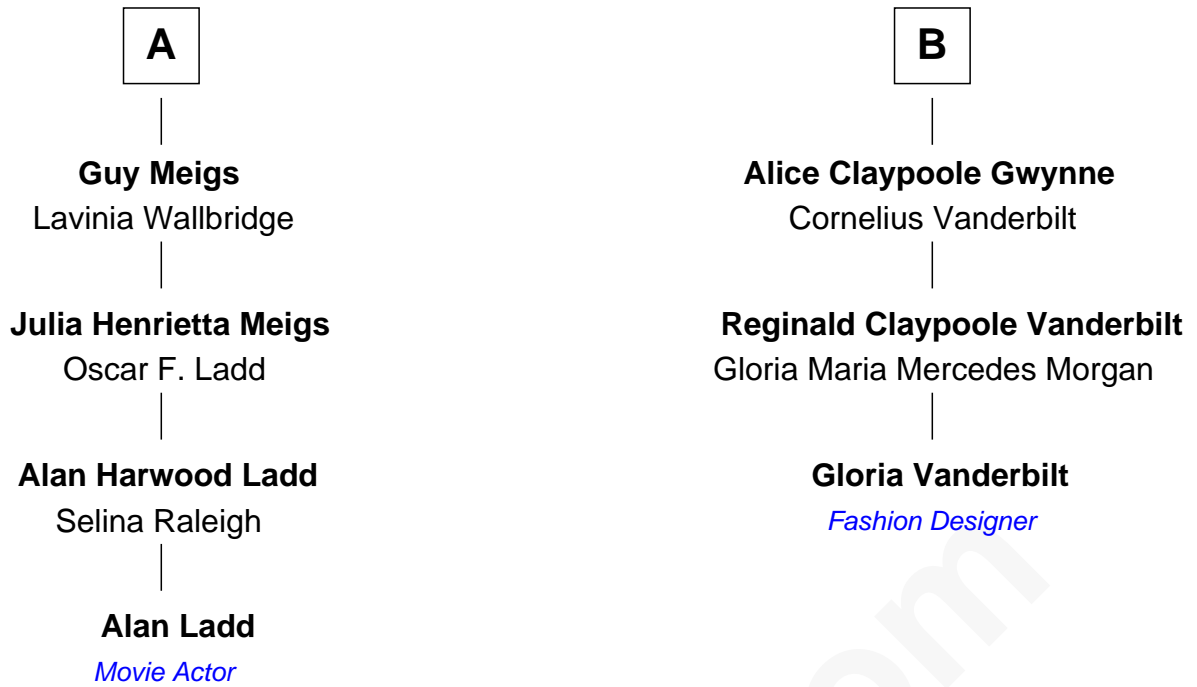 A
Guy Meigs
Lavinia Wallbridge
Julia Henrietta Meigs
Oscar F. Ladd
Alan Harwood Ladd
Selina Raleigh
Alan Ladd
Movie Actor
B
Alice Claypoole Gwynne
Cornelius Vanderbilt
Reginald Claypoole Vanderbilt
Gloria Maria Mercedes Morgan
Gloria Vanderbilt
Fashion Designer
om